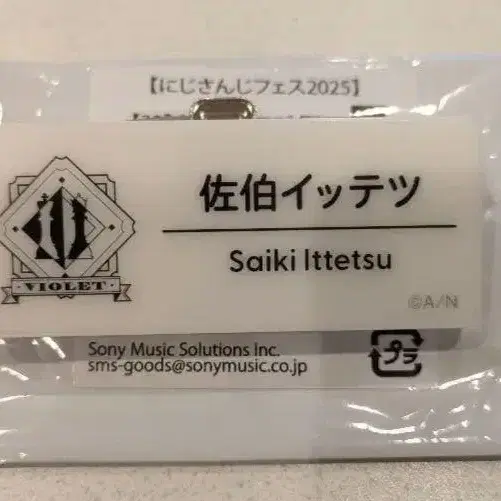 【にじさんじフェス2025】
佐伯イッテツ
Saiki Ittetsu
VIOLET
©A/N
Sony Music Solutions Inc.
sms-goods@sonymusic.co.jp
プラ